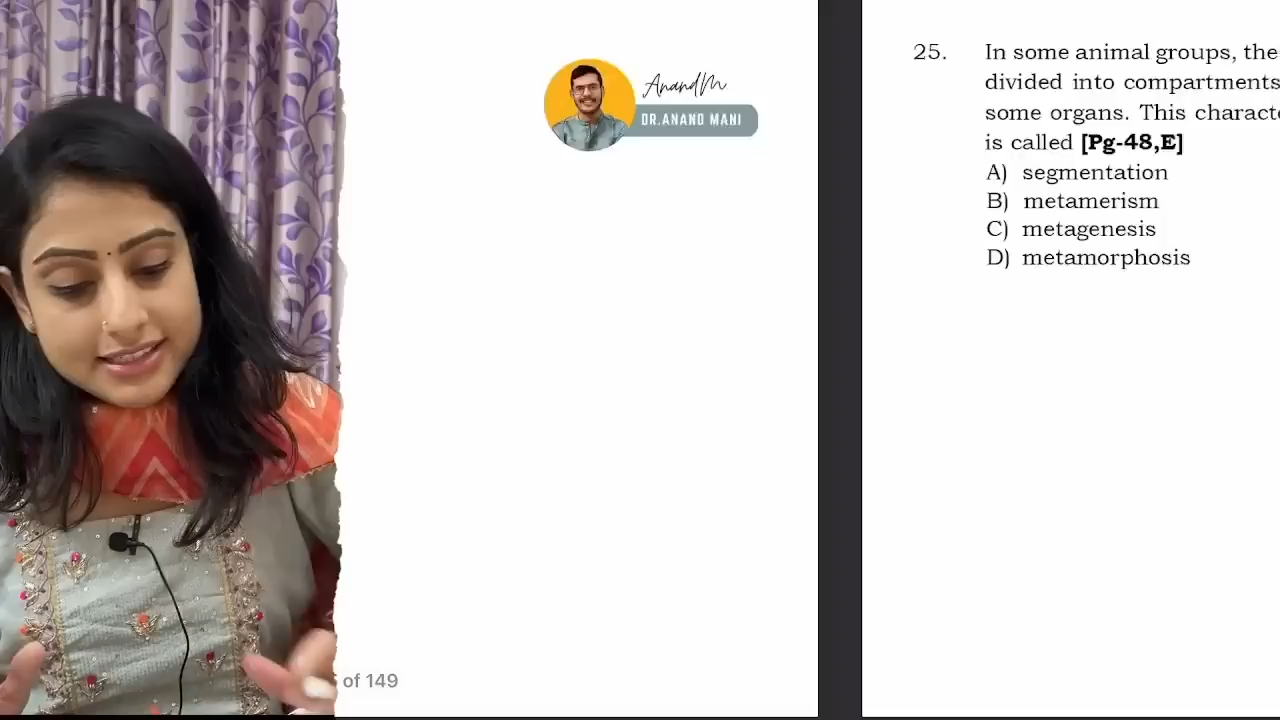 AnandM
DR.ANAND MANI
of 149
25. In some animal groups, the
divided into compartments
some organs. This
is called [Pg-48,E]
A) segmentation
B) metamerism
C) metagenesis
D) metamorphosis